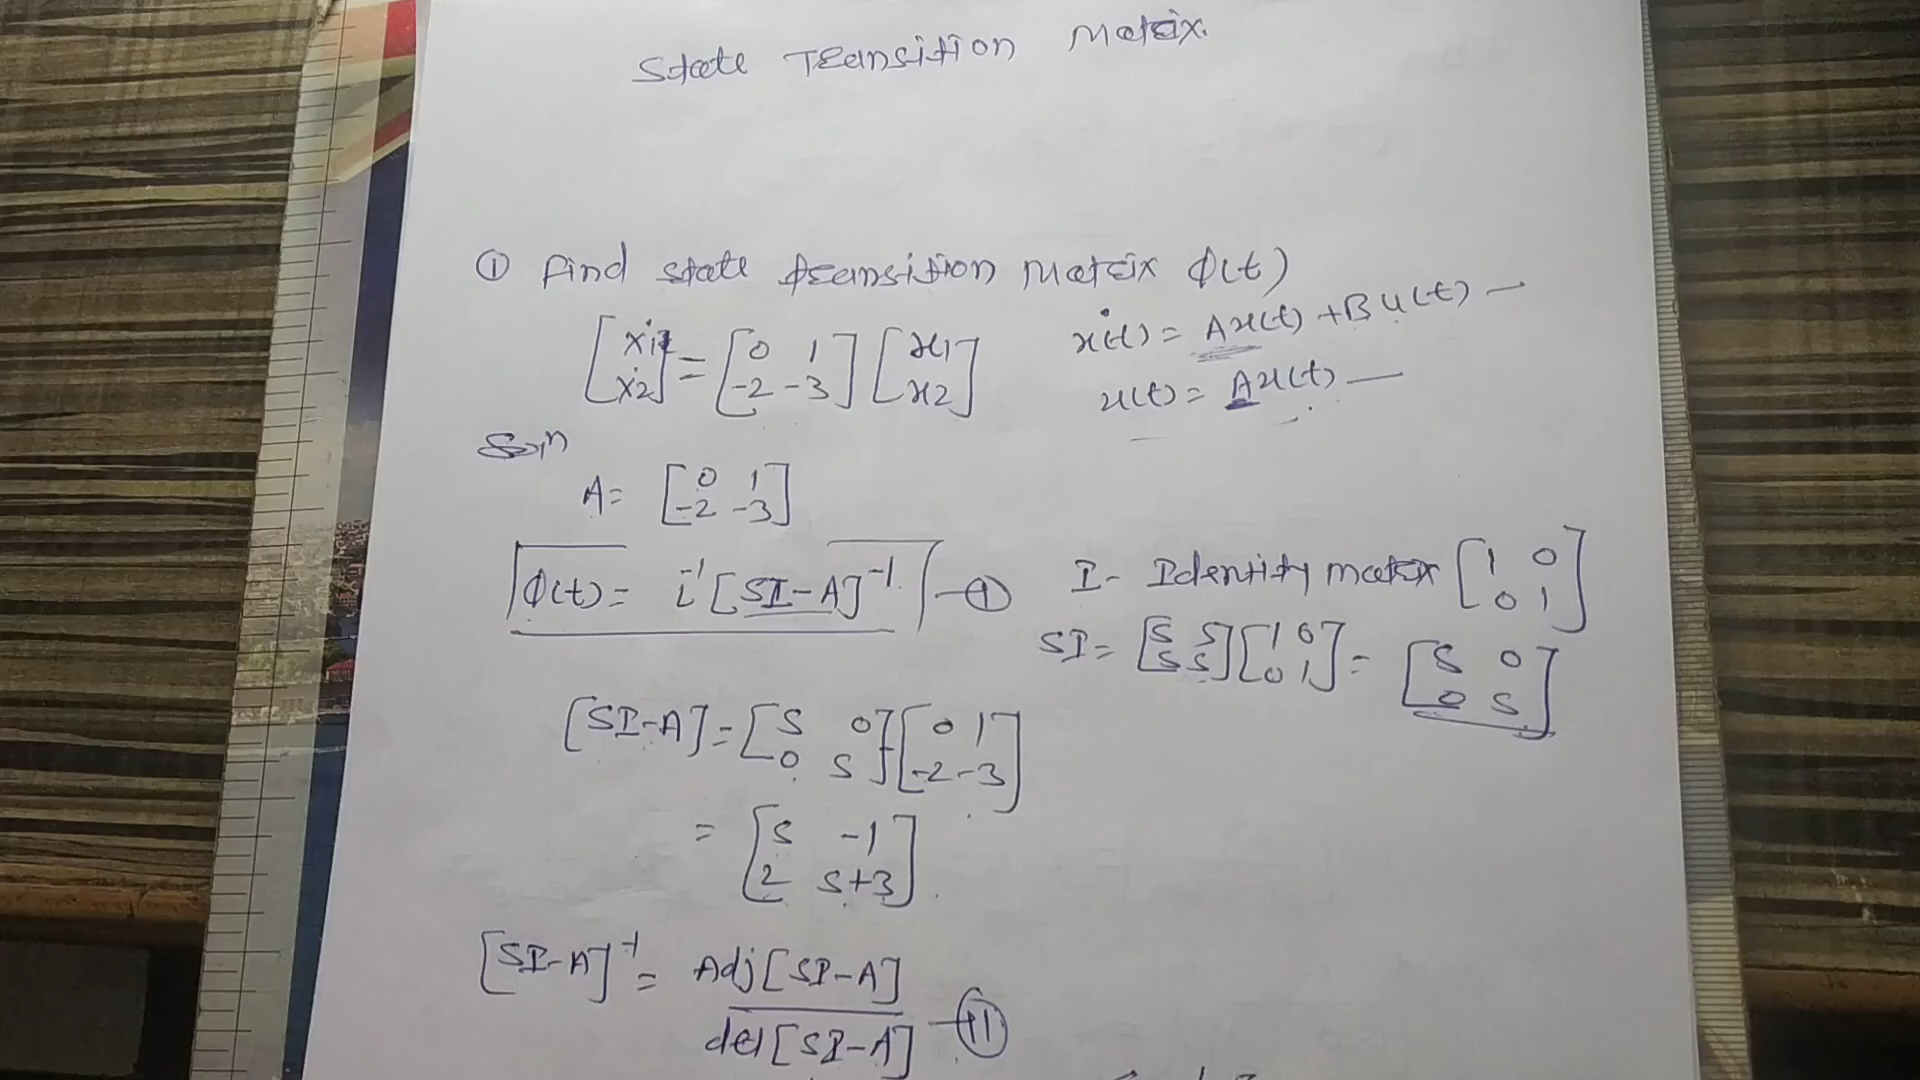 State Transition Matrix.
① Find state transition matrix ϕ(t)
[ẋ1 ẋ2] = [0 1 -2 -3] [x1 x2]
ẋ(t) = Ax(t) + Bu(t) —
x(t) = Ax(t) —
Soln
A = [0 1 -2 -3]
ϕ(t) = L⁻¹[SI-A]⁻¹ — ①
I - Identity matrix [1 0 0 1]
SI = [S S S S] [1 0 0 1] = [S 0 0 S]
[SI-A] = [S 0 0 S] - [0 1 -2 -3]
= [S -1 2 S+3]
[SI-A]⁻¹ = Adj[SI-A] / det[SI-A] — ⑪